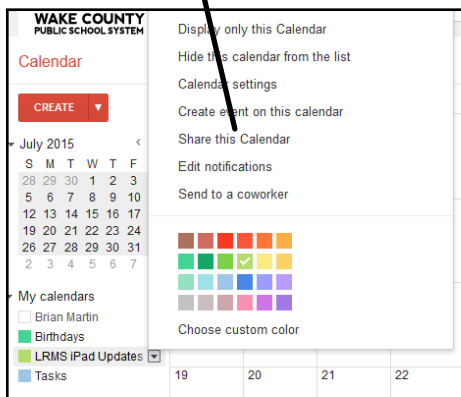 WAKE COUNTY
PUBLIC SCHOOL SYSTEM
Calendar
CREATE
July 2015 <
S M T W T F
28 29 30 1 2 3
5 6 7 8 9 10
12 13 14 15 16 17
19 20 21 22 23 24
26 27 28 29 30 31
2 3 4 5 6 7
My calendars
Brian Martin
Birthdays
LRMS iPad Updates
Tasks
Display only this Calendar
Hide this calendar from the list
Calendar settings
Create event on this calendar
Share this Calendar
Edit notifications
Send to a coworker
Choose custom color
19 20 21 22